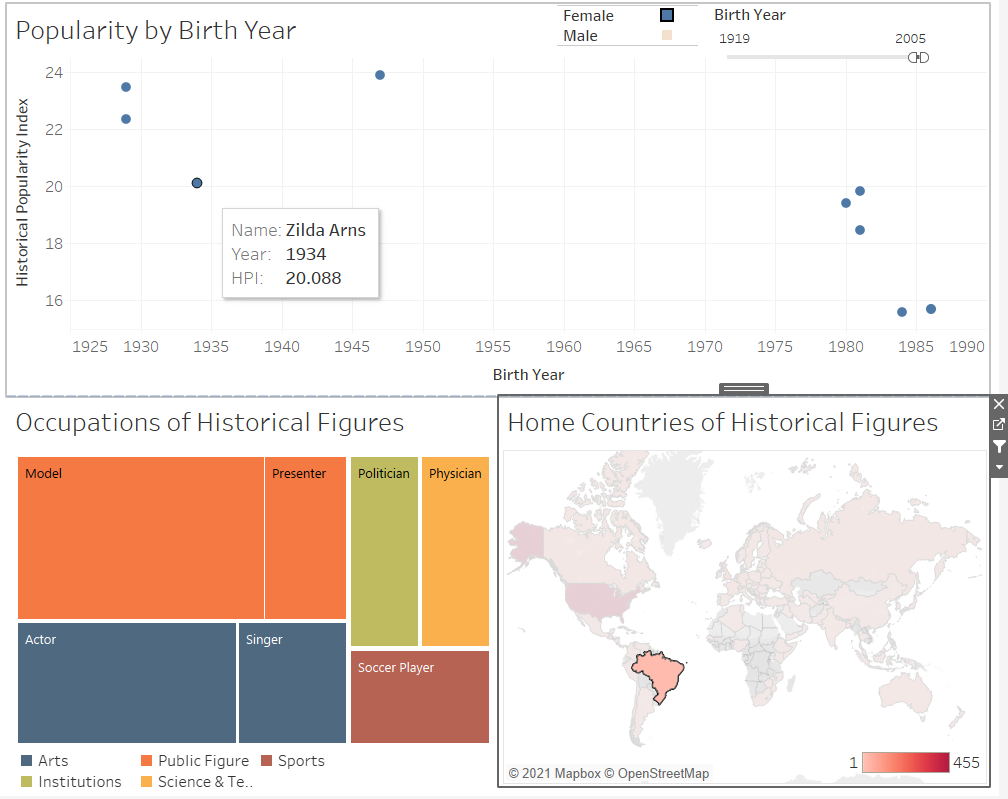 Popularity by Birth Year
Female
Male
Birth Year
1919
2005
Historical Popularity Index
24
22
20
18
16
Name: Zilda Arns
Year: 1934
HPI: 20.088
1925 1930 1935 1940 1945 1950 1955 1960 1965 1970 1975 1980 1985 1990
Birth Year
Occupations of Historical Figures
Model
Presenter
Politician
Physician
Actor
Singer
Soccer Player
Arts
Public Figure
Sports
Institutions
Science & Te..
Home Countries of Historical Figures
1
455
© 2021 Mapbox © OpenStreetMap